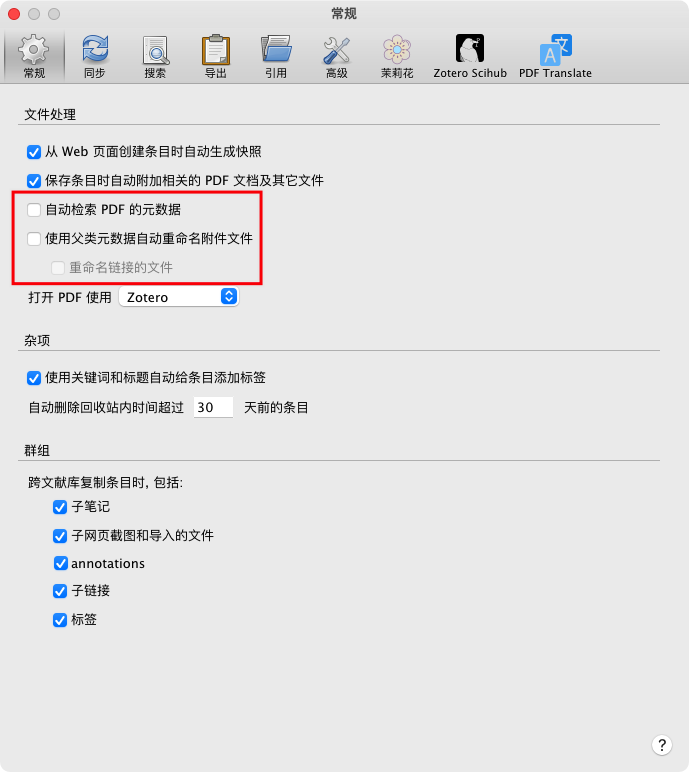 常规
常规 同步 搜索 导出 引用 高级 茉莉花 Zotero Scihub PDF Translate
文件处理
从 Web 页面创建条目时自动生成快照
保存条目时自动附加相关的 PDF 文档及其它文件
自动检索 PDF 的元数据
使用父类元数据自动重命名附件文件
重命名链接的文件
打开 PDF 使用 Zotero
杂项
使用关键词和标题自动给条目添加标签
自动删除回收站内时间超过 30 天前的条目
群组
跨文献库复制条目时, 包括:
子笔记
子网页截图和导入的文件
annotations
子链接
标签
?